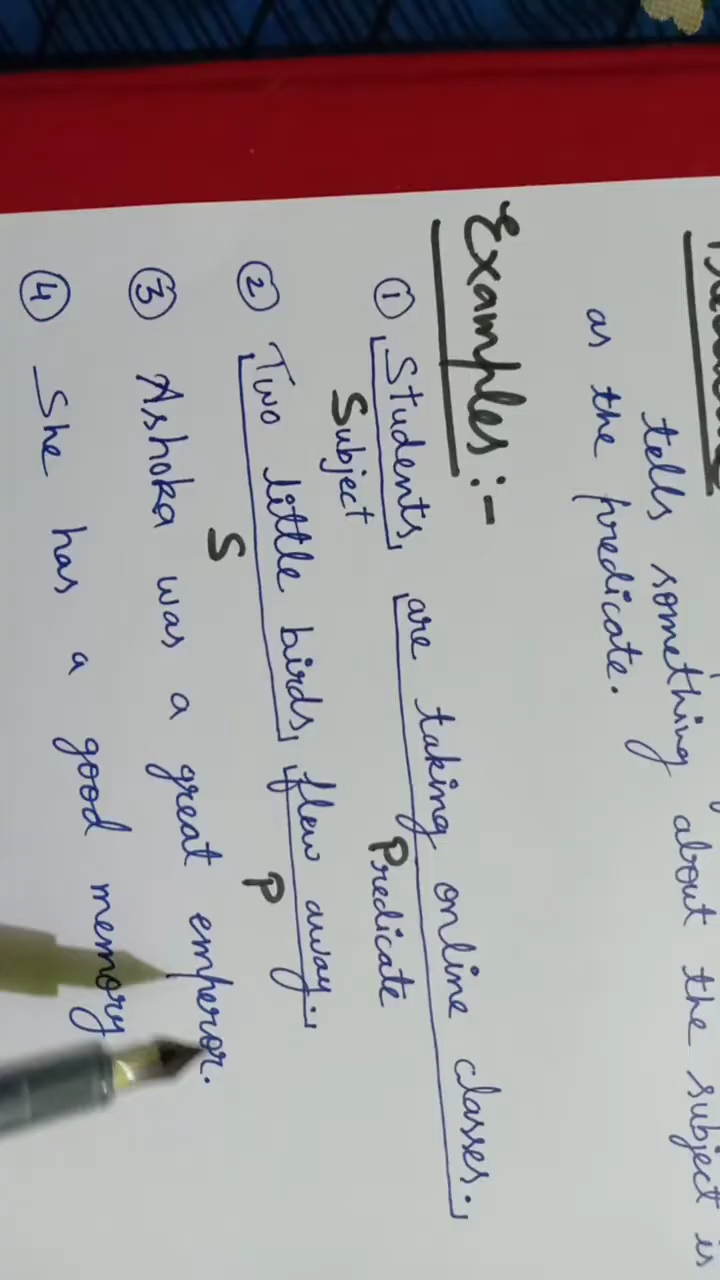 tells something about the subject is
as the predicate.
Examples:-
① Students, are taking online classes.
Subject Predicate
② Two little birds, flew away.
S P
③ Ashoka was a great emperor.
④ She has a good memory